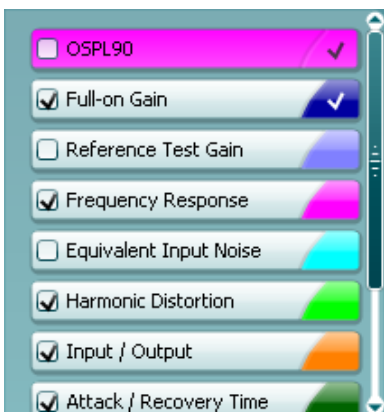 OSPL90
Full-on Gain
Reference Test Gain
Frequency Response
Equivalent Input Noise
Harmonic Distortion
Input / Output
Attack / Recovery Time